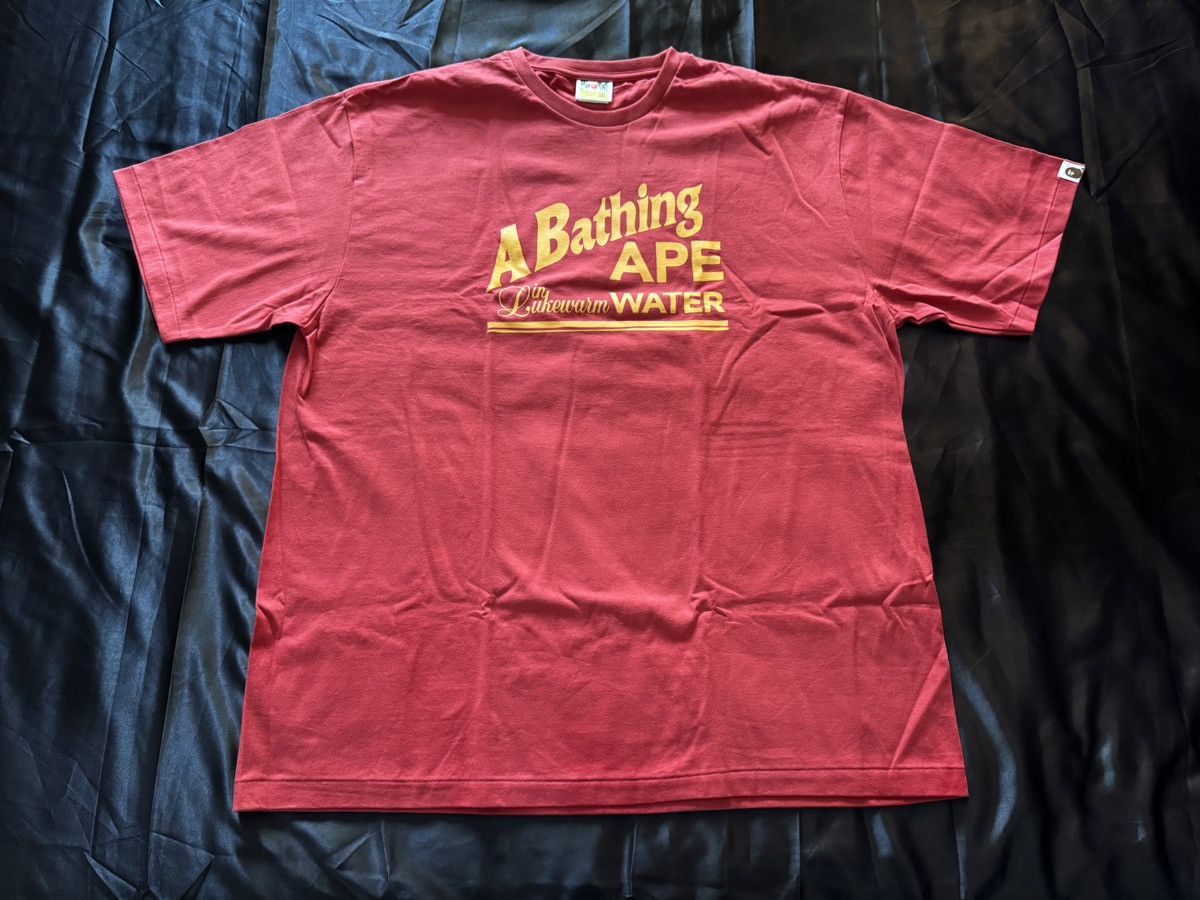 A Bathing
APE
in
Lukewarm WATER